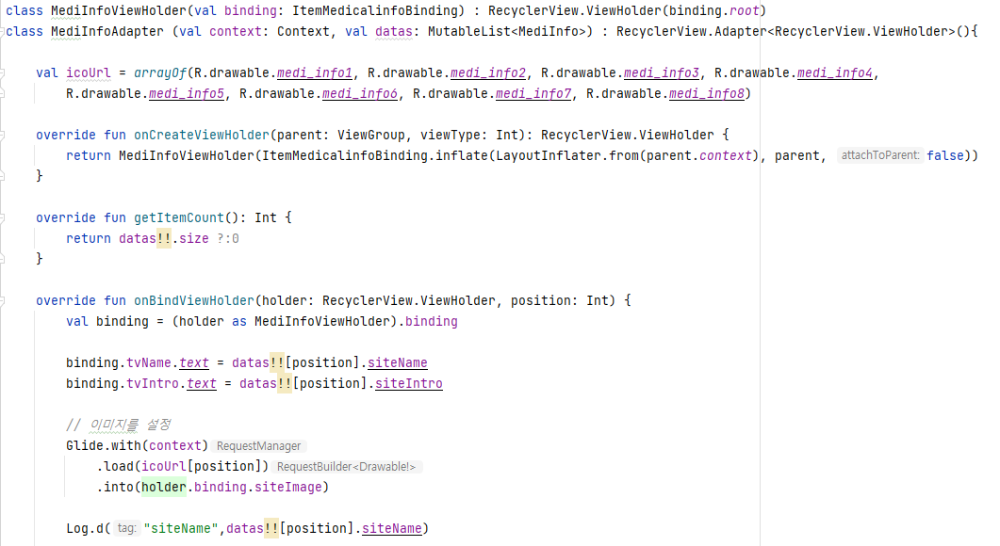 class MediInfoViewHolder(val binding: ItemMedicalinfoBinding) : RecyclerView.ViewHolder(binding.root)
class MediInfoAdapter (val context: Context, val datas: MutableList<MediInfo>) : RecyclerView.Adapter<RecyclerView.ViewHolder>(){
val icoUrl = arrayOf(R.drawable.medi_info1, R.drawable.medi_info2, R.drawable.medi_info3, R.drawable.medi_info4,
R.drawable.medi_info5, R.drawable.medi_info6, R.drawable.medi_info7, R.drawable.medi_info8)
override fun onCreateViewHolder(parent: ViewGroup, viewType: Int): RecyclerView.ViewHolder {
return MediInfoViewHolder(ItemMedicalinfoBinding.inflate(LayoutInflater.from(parent.context), parent, attachToParent: false))
}
override fun getItemCount(): Int {
return datas!!.size ?:0
}
override fun onBindViewHolder(holder: RecyclerView.ViewHolder, position: Int) {
val binding = (holder as MediInfoViewHolder).binding
binding.tvName.text = datas!![position].siteName
binding.tvIntro.text = datas!![position].siteIntro
// 이미지를 설정
Glide.with(context) RequestManager
.load(icoUrl[position]) RequestBuilder<Drawable!>
.into(holder.binding.siteImage)
Log.d( tag: "siteName",datas!![position].siteName)